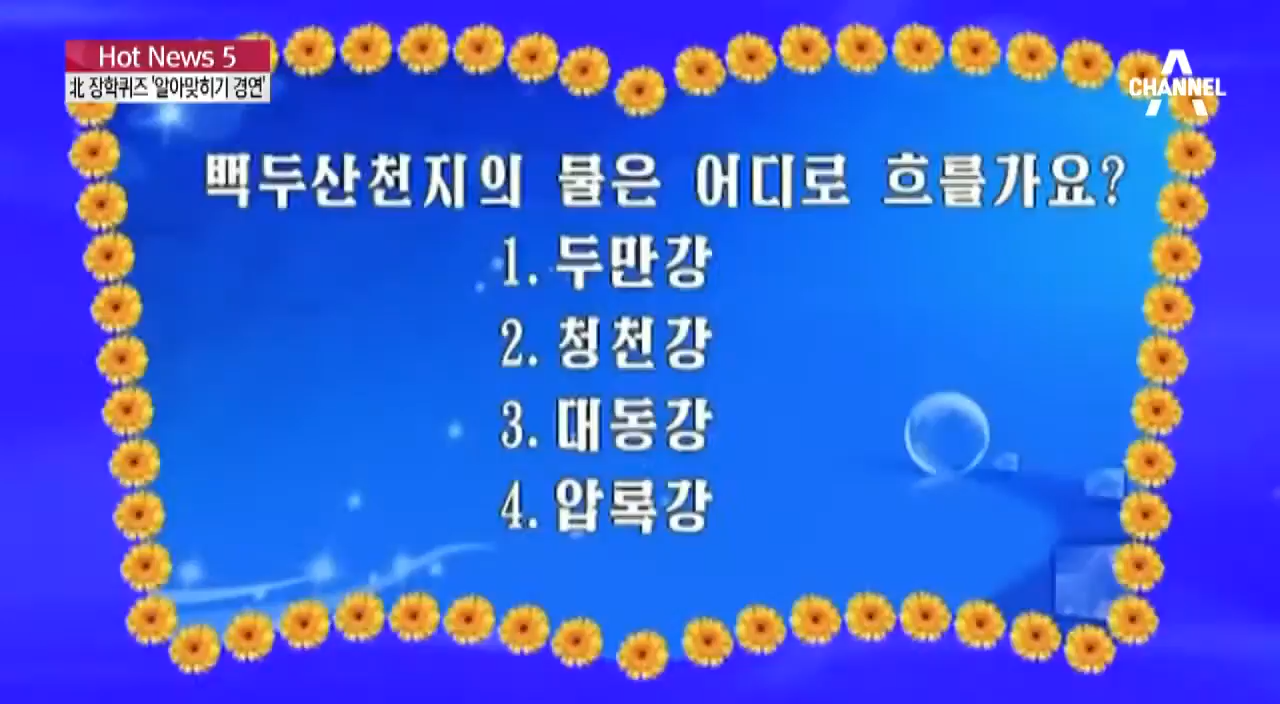 Hot News 5
北 장학퀴즈 '알아맞히기 경연'
CHANNEL A
백두산천지의 물은 어디로 흐를가요?
1. 두만강
2. 청천강
3. 대동강
4. 압록강